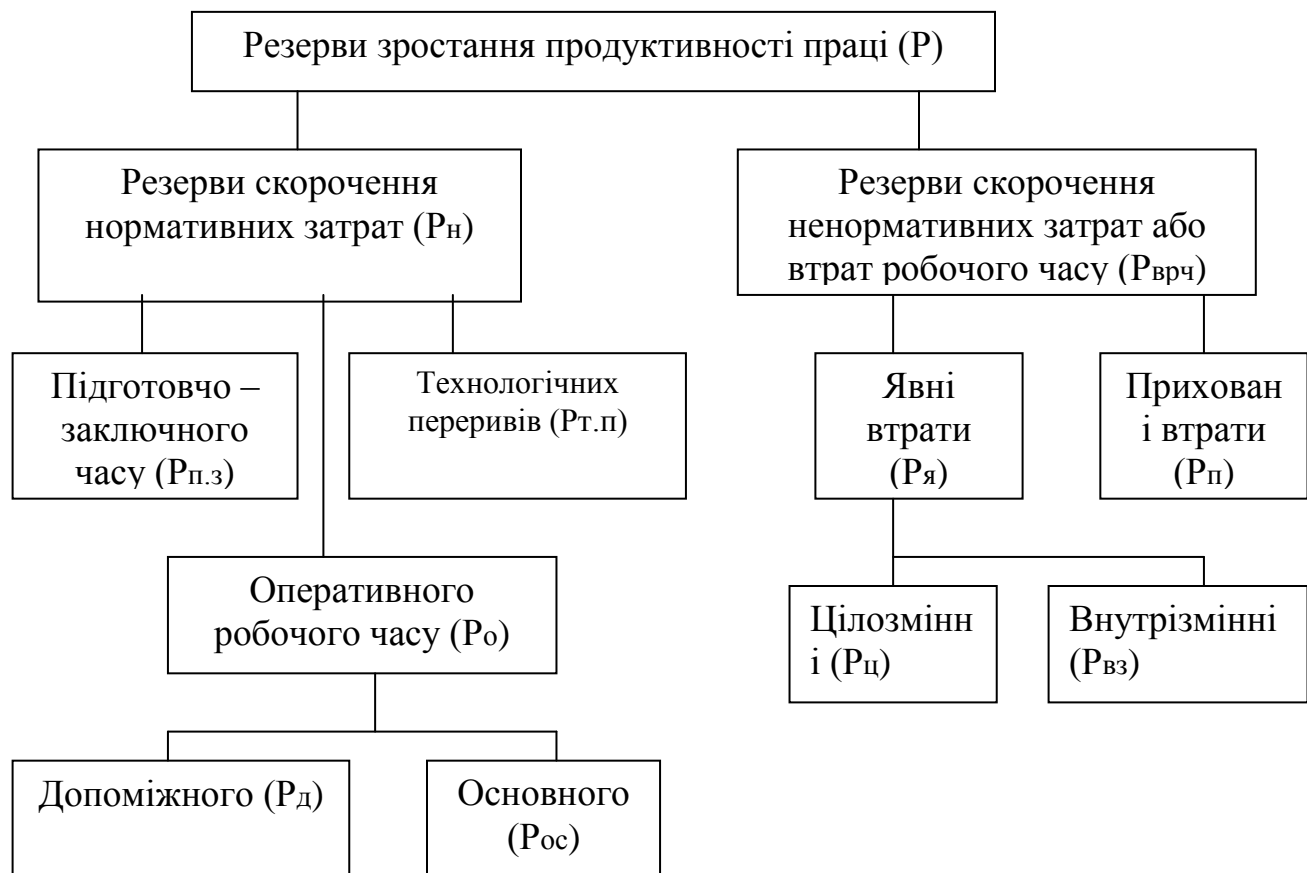 Резерви зростання продуктивності праці (Р)
Резерви скорочення
нормативних затрат (Рн)
Резерви скорочення
ненормативних затрат або
втрат робочого часу (Рврч)
Підготовчо –
заключного
часу (Рп.з)
Технологічних
переривів (Рт.п)
Явні
втрати
(Ря)
Прихован
і втрати
(Рп)
Оперативного
робочого часу (Ро)
Цілозмінн
і (Рц)
Внутрізмінні
(Рвз)
Допоміжного (Рд)
Основного
(Рос)